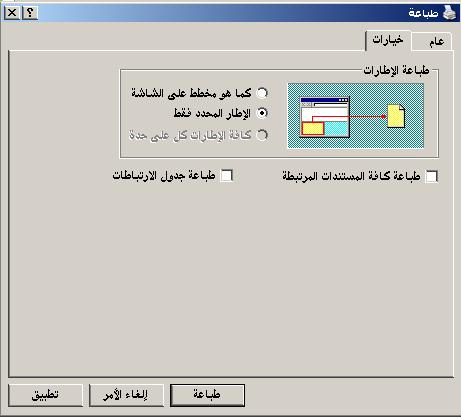 طباعة
عام
خيارات
طباعة الإطارات
كما هو مخطط على الشاشة
الإطار المحدد فقط
كافة الإطارات كل على حدة
طباعة كافة المستندات المرتبطة
طباعة جدول الارتباطات
طباعة
إلغاء الأمر
تطبيق